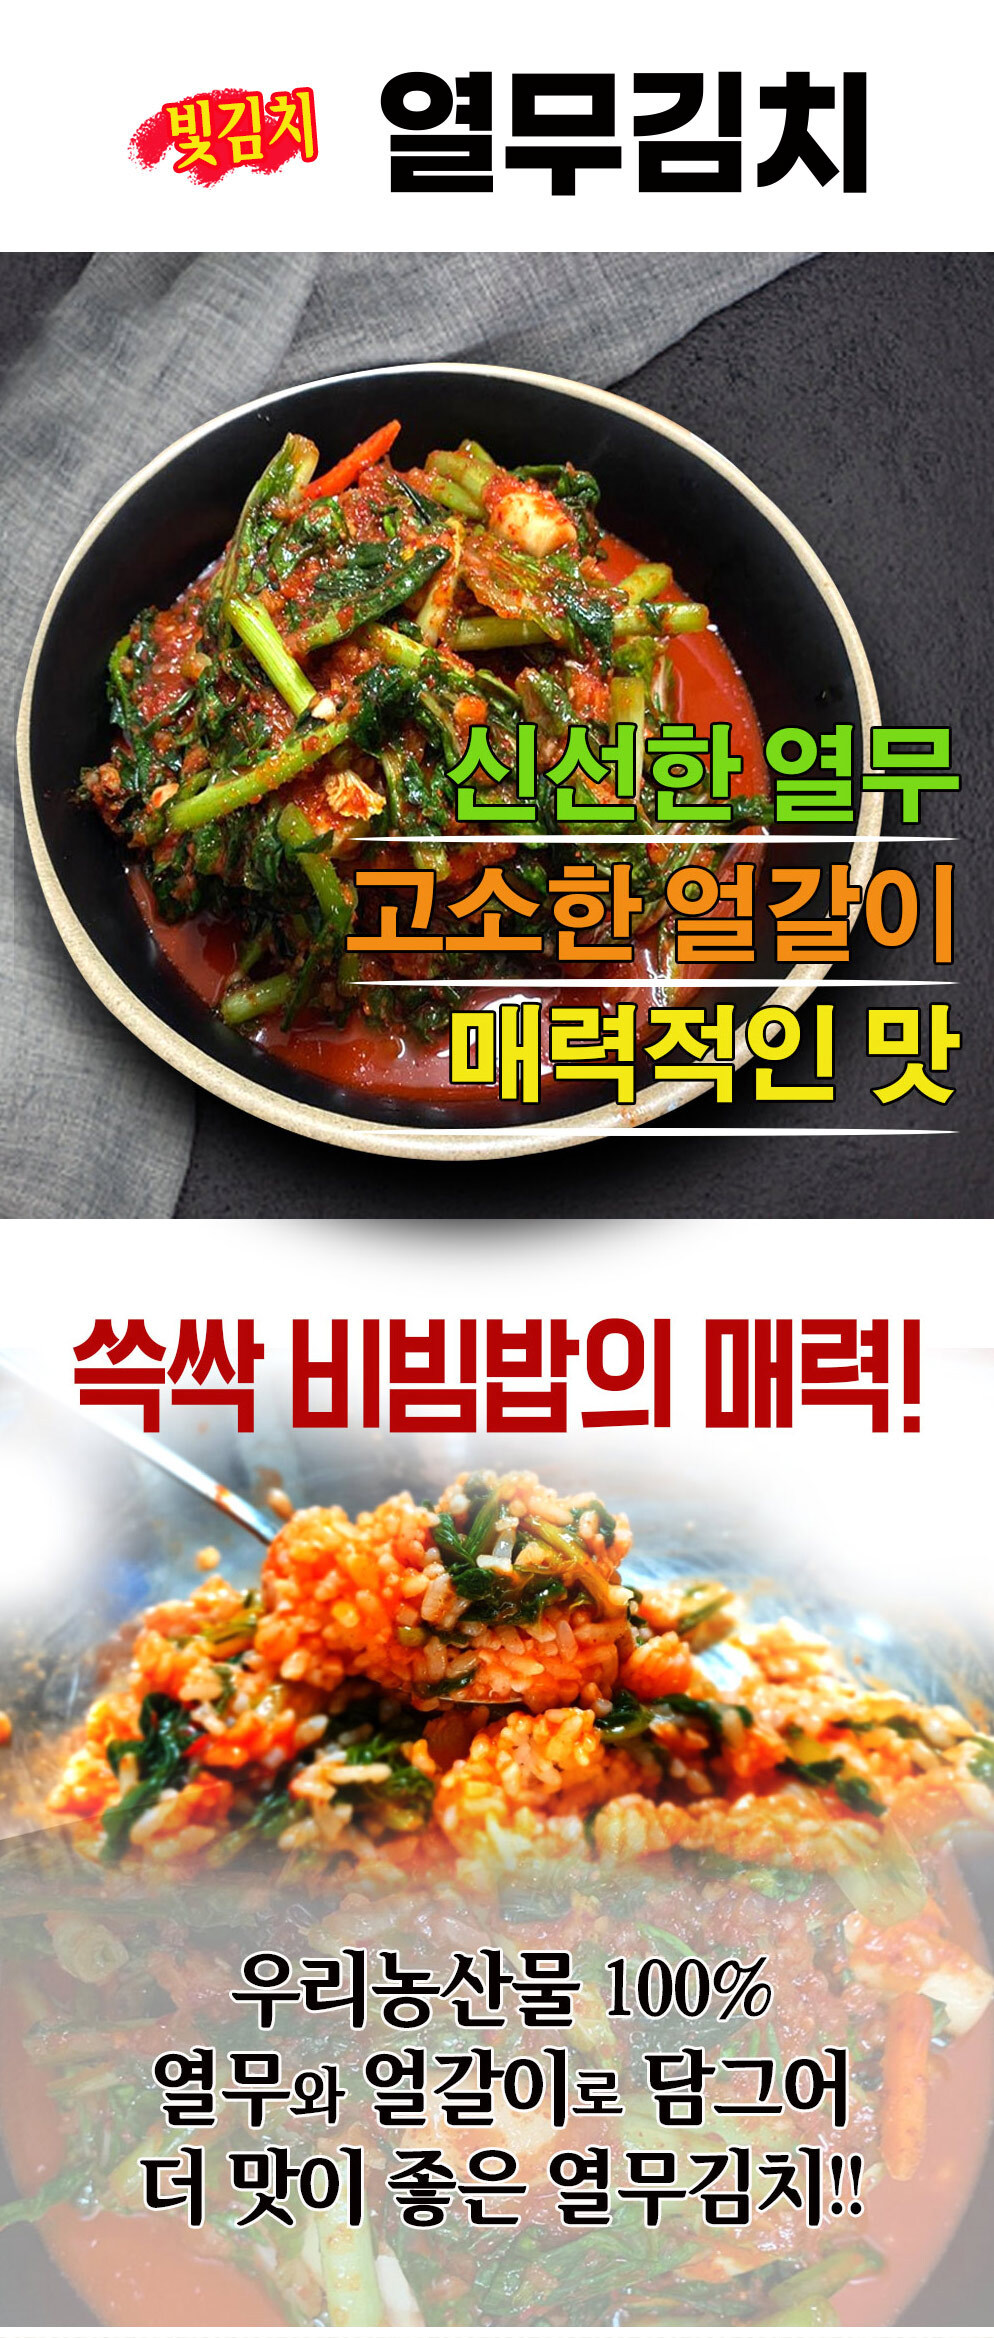 빛김치 열무김치
신선한 열무
고소한 얼갈이
매력적인 맛
쓱싹 비빔밥의 매력!
우리농산물 100%
열무와 얼갈이로 담그어
더 맛이 좋은 열무김치!!